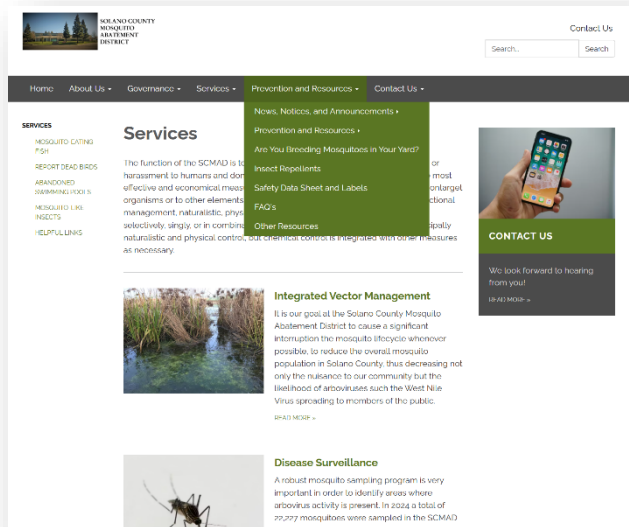 SOLANO COUNTY
MOSQUITO
ABATEMENT
DISTRICT
Contact Us
Search...
Search
Home
About Us
Governance
Services
Prevention and Resources
Contact Us
News, Notices, and Announcements
Prevention and Resources
Are You Breeding Mosquitoes in Your Yard?
Insect Repellents
Safety Data Sheet and Labels
FAQ's
Other Resources
SERVICES
MOSQUITO EATING
FISH
REPORT DEAD BIRDS
ABANDONED
SWIMMING POOLS
MOSQUITO LIKE
INSECTS
HELPFUL LINKS
Services
The function of the SCMAD is to or
harassment to humans and most
effective and economical nontarget
organisms or to other elements
management, naturalistic,
selectively, singly, or in
naturalistic and physical control, but chemical control is integrated with other measures
as necessary.
Integrated Vector Management
It is our goal at the Solano County Mosquito
Abatement District to cause a significant
interruption the mosquito lifecycle whenever
possible, to reduce the overall mosquito
population in Solano County, thus decreasing not
only the nuisance to our community but the
likelihood of arboviruses such the West Nile
Virus spreading to members of the public.
READ MORE »
Disease Surveillance
A robust mosquito sampling program is very
important in order to identify areas where
arbovirus activity is present. In 2024 a total of
22,227 mosquitoes were sampled in the SCMAD
CONTACT US
We look forward to hearing
from you!
READ MORE »